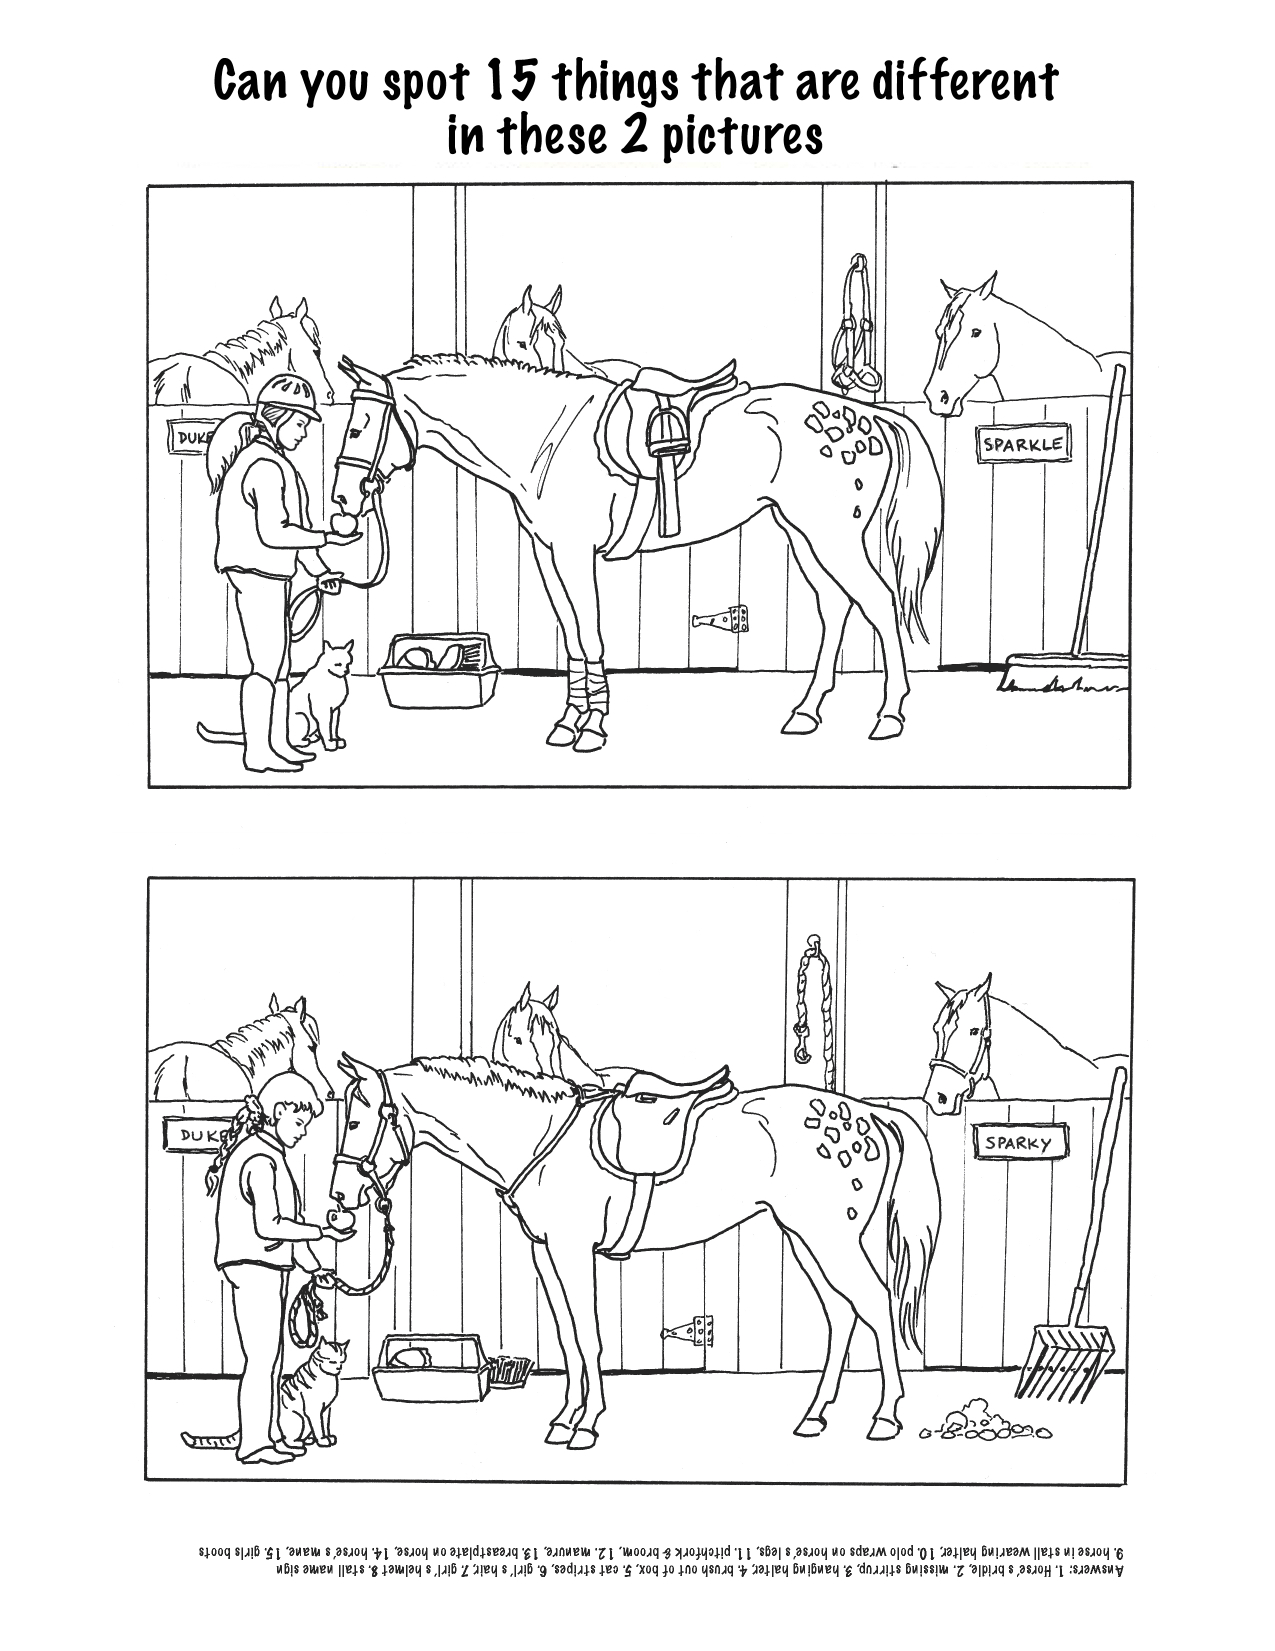 Can you spot 15 things that are different
in these 2 pictures
DUKE
SPARKLE
DUKE
SPARKY
Answers: 1. Horse's bridle, 2. missing stirrup, 3. hanging halter, 4. brush out of box, 5. cat stripes, 6. girl's hair, 7. girl's helmet 8. stall name sign
9. horse in stall wearing halter, 10. polo wraps on horse's legs, 11. pitchfork & broom, 12. manure, 13. breastplate on horse, 14. horse's mane, 15. girls boots